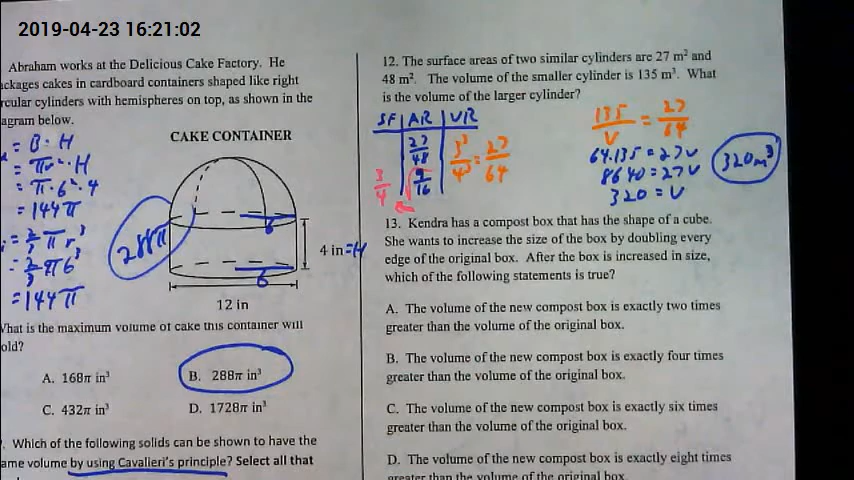 2019-04-23 16:21:02
Abraham works at the Delicious Cake Factory. He
ackages cakes in cardboard containers shaped like right
rcular cylinders with hemispheres on top, as shown in the
agram below.
CAKE CONTAINER
= B · H
= πr² · H
= π · 6² · 4
= 144π
= 2/3 π r³
= 2/3 π 6³
= 144π
288π
6
6
4 in = H
12 in
What is the maximum volume of cake this container will
old?
A. 168π in³
B. 288π in³
C. 432π in³
D. 1728π in³
. Which of the following solids can be shown to have the
ame volume by using Cavalieri's principle? Select all that
12. The surface areas of two similar cylinders are 27 m² and
48 m². The volume of the smaller cylinder is 135 m³. What
is the volume of the larger cylinder?
SF | AR | VR
27/48
3/4
9/16
3³/4³ = 27/64
135/V = 27/64
64·135 = 27V
8640 = 27V
320 = V
320 m³
13. Kendra has a compost box that has the shape of a cube.
She wants to increase the size of the box by doubling every
edge of the original box. After the box is increased in size,
which of the following statements is true?
A. The volume of the new compost box is exactly two times
greater than the volume of the original box.
B. The volume of the new compost box is exactly four times
greater than the volume of the original box.
C. The volume of the new compost box is exactly six times
greater than the volume of the original box.
D. The volume of the new compost box is exactly eight times
greater than the volume of the original box.